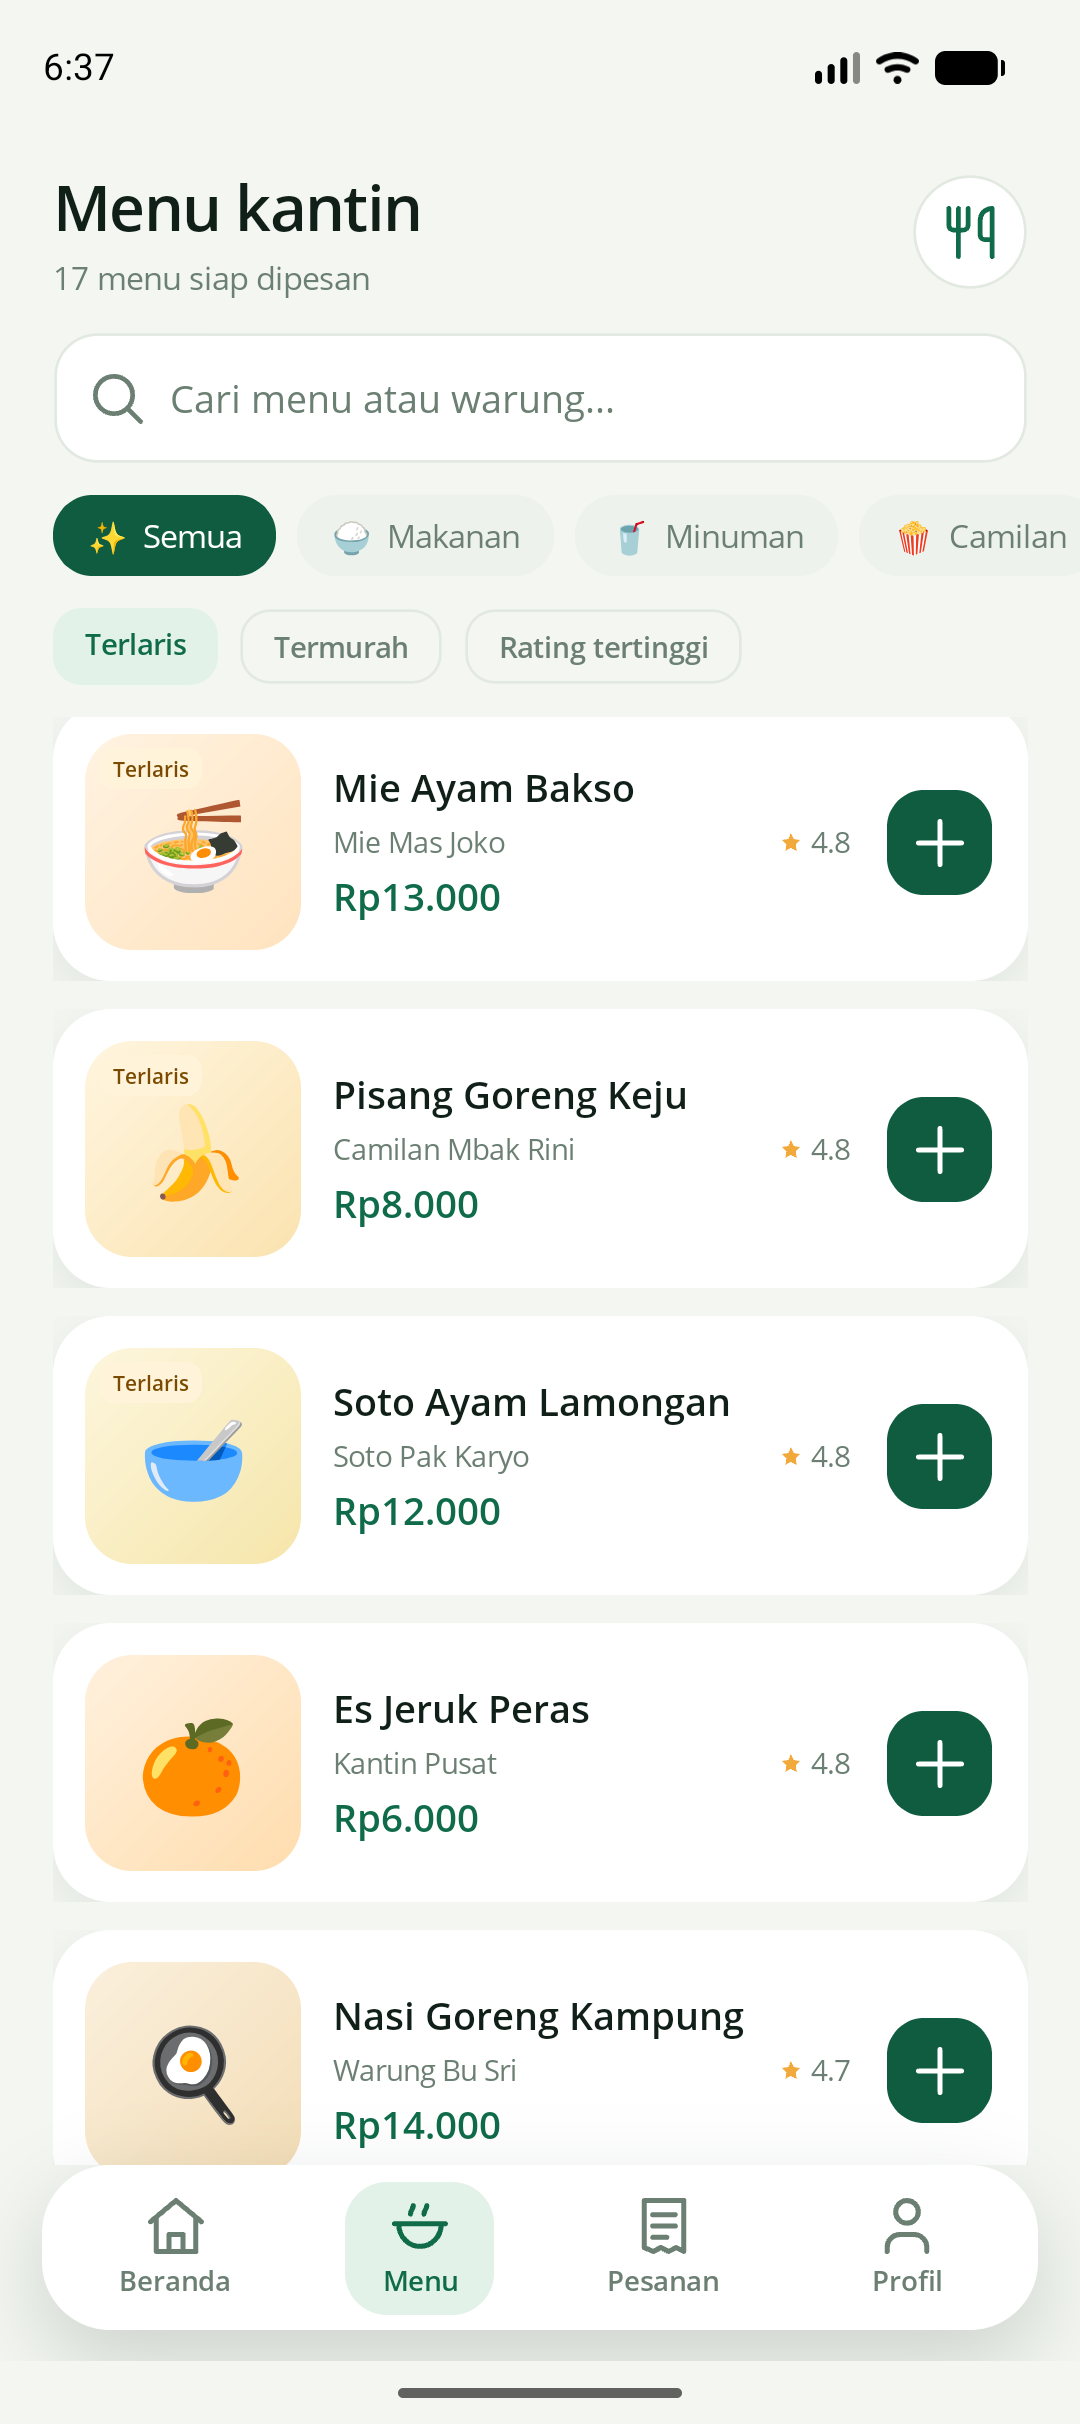 6:37
Menu kantin
17 menu siap dipesan
Cari menu atau warung...
Semua
Makanan
Minuman
Camilan
Terlaris
Termurah
Rating tertinggi
Terlaris
Mie Ayam Bakso
Mie Mas Joko
4.8
Rp13.000
Terlaris
Pisang Goreng Keju
Camilan Mbak Rini
4.8
Rp8.000
Terlaris
Soto Ayam Lamongan
Soto Pak Karyo
4.8
Rp12.000
Es Jeruk Peras
Kantin Pusat
4.8
Rp6.000
Nasi Goreng Kampung
Warung Bu Sri
4.7
Rp14.000
Beranda
Menu
Pesanan
Profil